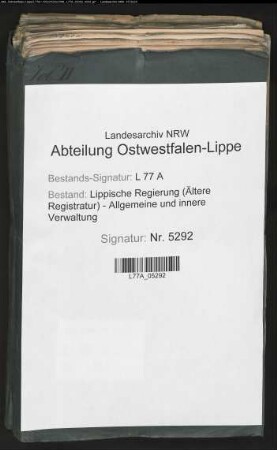 Landesarchiv NRW
Abteilung Ostwestfalen-Lippe
Bestands-Signatur: L 77 A
Bestand: Lippische Regierung (Ältere
Registratur) - Allgemeine und innere
Verwaltung
Signatur: Nr. 5292
L77A_05292